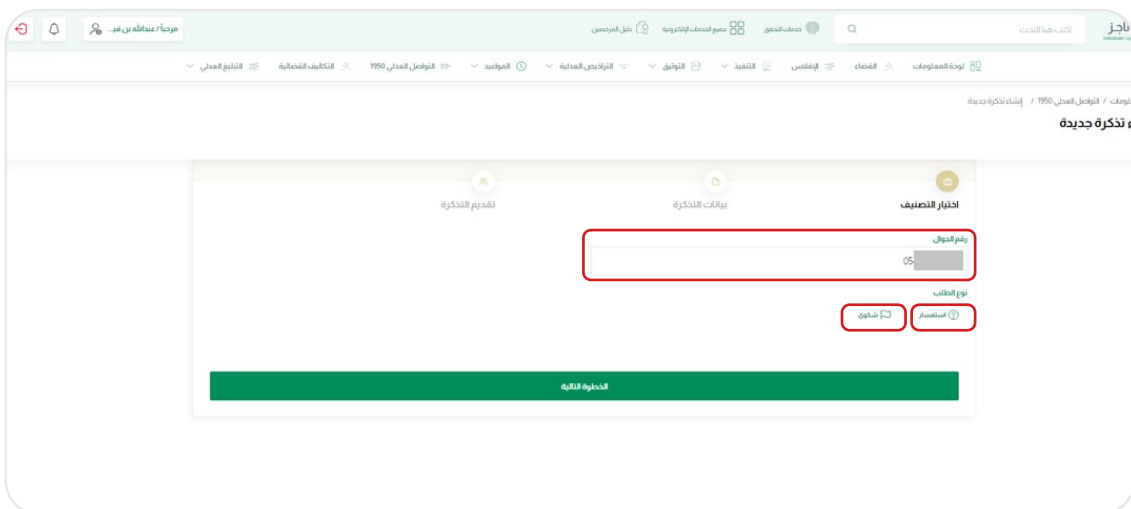 ناجز
اكتب هنا للبحث
خدمات التحقق
جميع الخدمات الإلكترونية
دليل المرخصين
مرحباً / عبدالله بن فيـ...
لوحة المعلومات
القضاء
الإفلاس
التنفيذ
التوثيق
التراخيص العدلية
المواعيد
التواصل العدلي 1950
التكاليف القضائية
التبليغ العدلي
/ التواصل العدلي 1950 / إنشاء تذكرة جديدة
ء تذكرة جديدة
اختيار التصنيف
بيانات التذكرة
تقديم التذكرة
رقم الجوال
05
نوع الطلب
استفسار
شكوى
الخطوة التالية